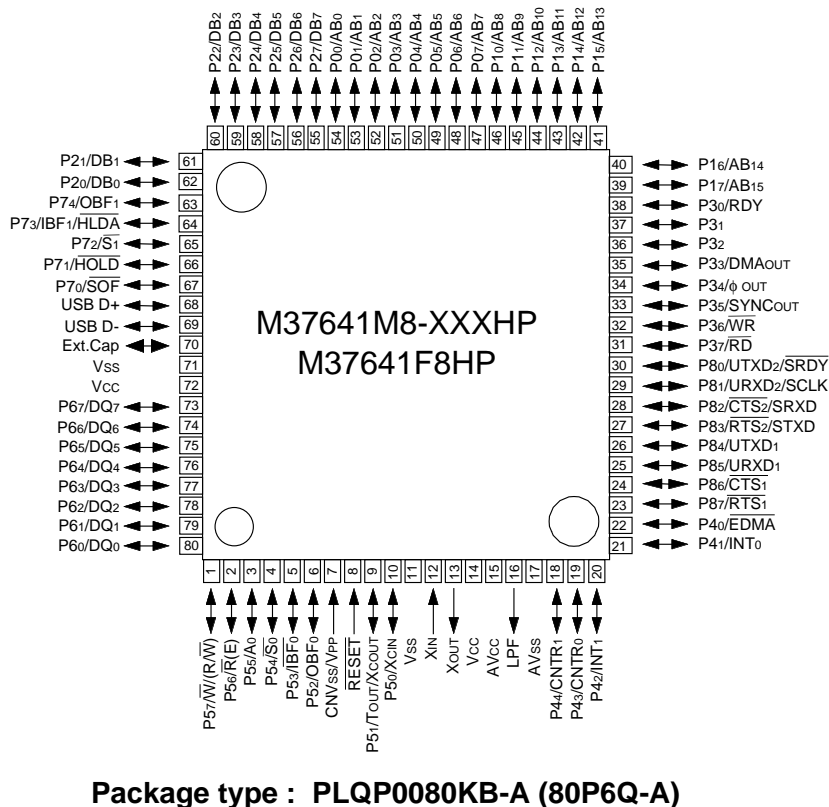 P22/DB2
P23/DB3
P24/DB4
P25/DB5
P26/DB6
P27/DB7
P00/AB0
P01/AB1
P02/AB2
P03/AB3
P04/AB4
P05/AB5
P06/AB6
P07/AB7
P10/AB8
P11/AB9
P12/AB10
P13/AB11
P14/AB12
P15/AB13
60 59 58 57 56 55 54 53 52 51 50 49 48 47 46 45 44 43 42 41
P21/DB1 61
P20/DB0 62
P74/OBF1 63
P73/IBF1/HLDA 64
P72/S1 65
P71/HOLD 66
P70/SOF 67
USB D+ 68
USB D- 69
Ext.Cap 70
Vss 71
Vcc 72
P67/DQ7 73
P66/DQ6 74
P65/DQ5 75
P64/DQ4 76
P63/DQ3 77
P62/DQ2 78
P61/DQ1 79
P60/DQ0 80
M37641M8-XXXHP
M37641F8HP
40 P16/AB14
39 P17/AB15
38 P30/RDY
37 P31
36 P32
35 P33/DMAOUT
34 P34/ϕ OUT
33 P35/SYNCOUT
32 P36/WR
31 P37/RD
30 P80/UTXD2/SRDY
29 P81/URXD2/SCLK
28 P82/CTS2/SRXD
27 P83/RTS2/STXD
26 P84/UTXD1
25 P85/URXD1
24 P86/CTS1
23 P87/RTS1
22 P40/EDMA
21 P41/INT0
1 2 3 4 5 6 7 8 9 10 11 12 13 14 15 16 17 18 19 20
P57/W/(R/W)
P56/R(E)
P55/A0
P54/S0
P53/IBF0
P52/OBF0
CNVss/VPP
RESET
P51/TOUT/XCOUT
P50/XCIN
Vss
XIN
XOUT
VCC
AVCC
LPF
AVss
P44/CNTR1
P43/CNTR0
P42/INT1
Package type : PLQP0080KB-A (80P6Q-A)